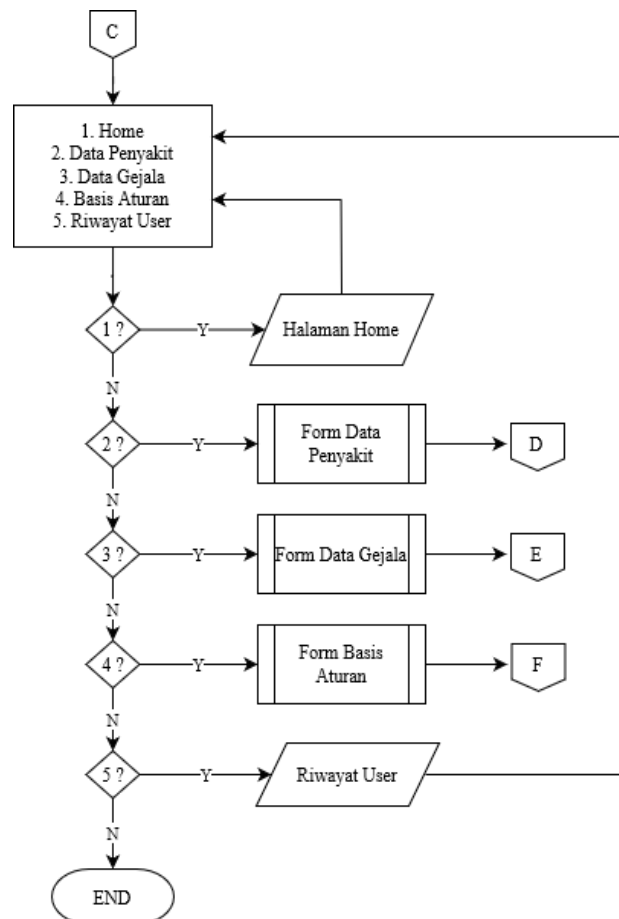 C
1. Home
2. Data Penyakit
3. Data Gejala
4. Basis Aturan
5. Riwayat User
1 ?
Y
Halaman Home
N
2 ?
Y
Form Data
Penyakit
D
N
3 ?
Y
Form Data Gejala
E
N
4 ?
Y
Form Basis
Aturan
F
N
5 ?
Y
Riwayat User
N
END